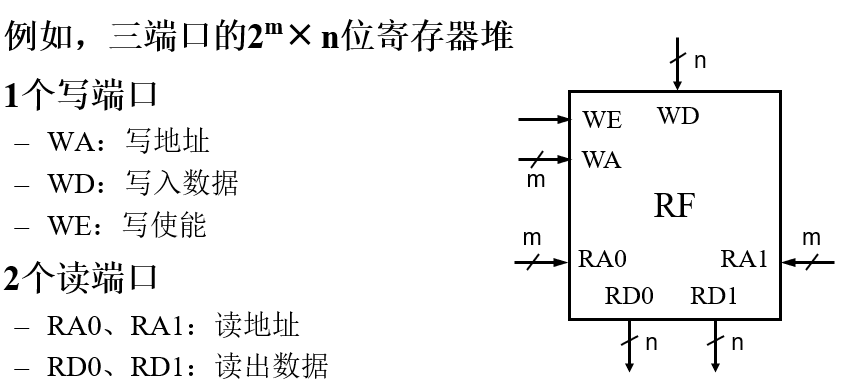 例如，三端口的2ᵐ× n位寄存器堆
1个写端口
– WA：写地址
– WD：写入数据
– WE：写使能
2个读端口
– RA0、RA1：读地址
– RD0、RD1：读出数据
n
WE
WD
WA
m
RF
m
m
RA0
RA1
RD0
RD1
n
n